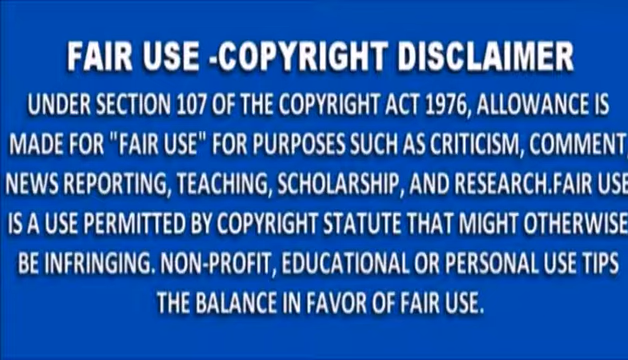 FAIR USE -COPYRIGHT DISCLAIMER
UNDER SECTION 107 OF THE COPYRIGHT ACT 1976, ALLOWANCE IS
MADE FOR "FAIR USE" FOR PURPOSES SUCH AS CRITICISM, COMMENT,
NEWS REPORTING, TEACHING, SCHOLARSHIP, AND RESEARCH.FAIR USE
IS A USE PERMITTED BY COPYRIGHT STATUTE THAT MIGHT OTHERWISE
BE INFRINGING. NON-PROFIT, EDUCATIONAL OR PERSONAL USE TIPS
THE BALANCE IN FAVOR OF FAIR USE.